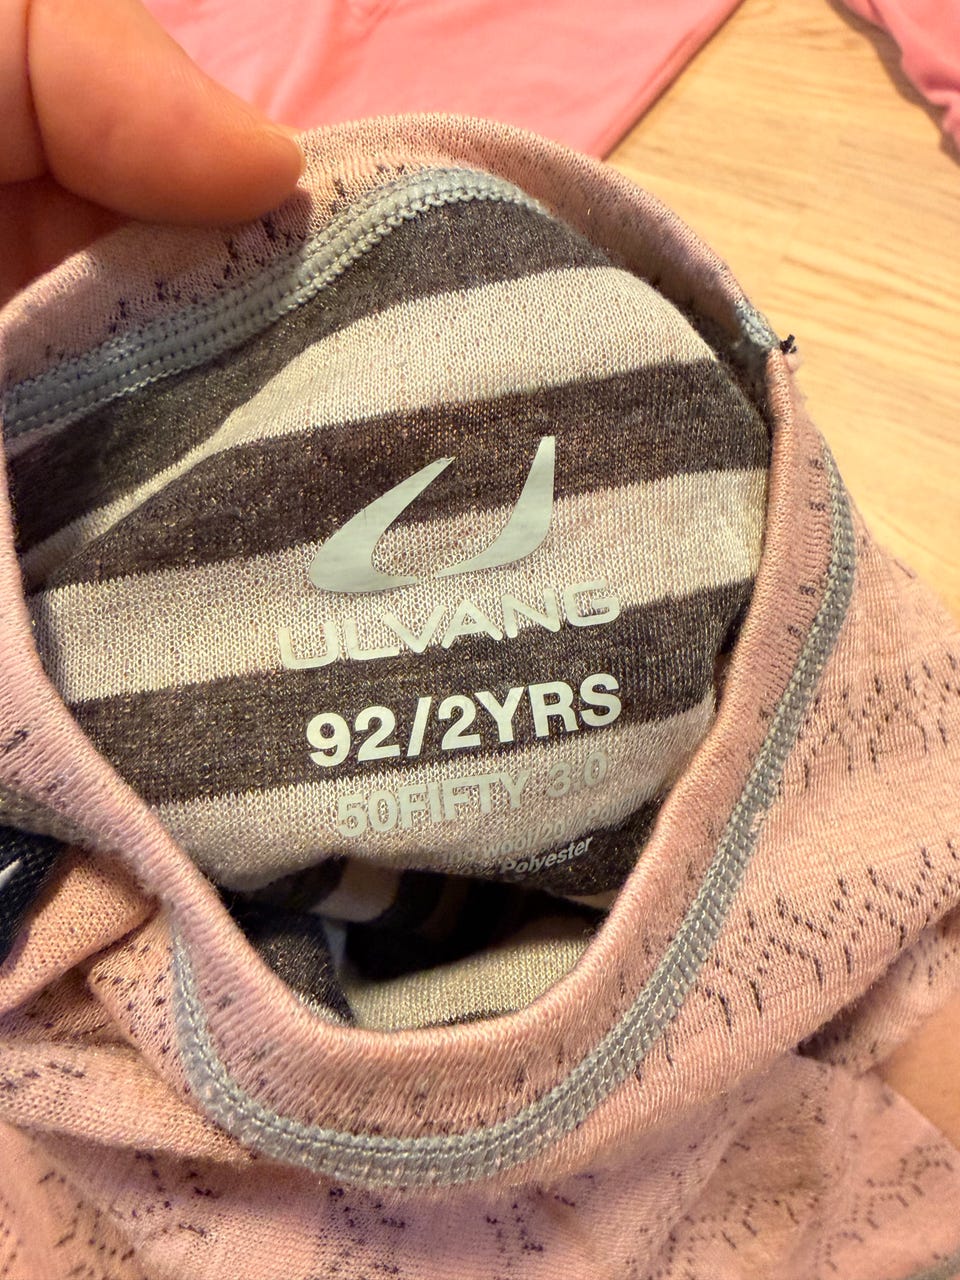 ULVANG
92/2YRS
50FIFTY 3.0
Polyester